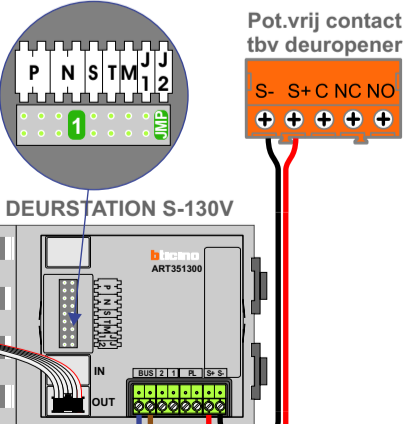 Pot.vrij contact
tbv deuropener
P N S T M J1 J2
S- S+ C NC NO
1
JMP
DEURSTATION S-130V
bticino
ART351300
P N S T M J1 J2
IN
BUS 2 1 PL S+ S-
OUT